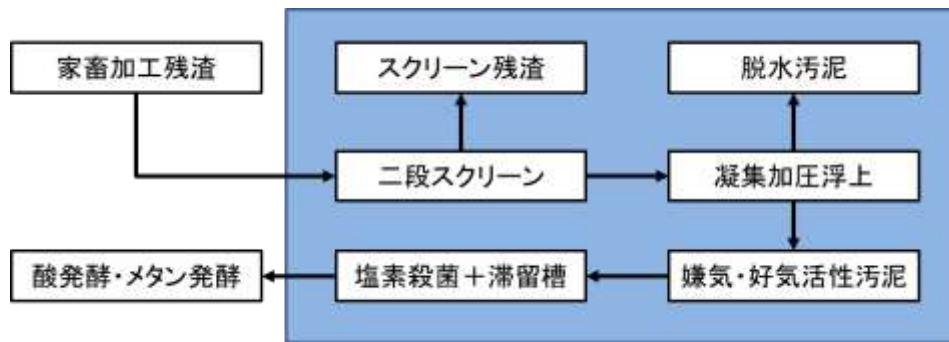 家畜加工残渣
スクリーン残渣
脱水汚泥
二段スクリーン
凝集加圧浮上
酸発酵・メタン発酵
塩素殺菌＋滞留槽
嫌気・好気活性汚泥